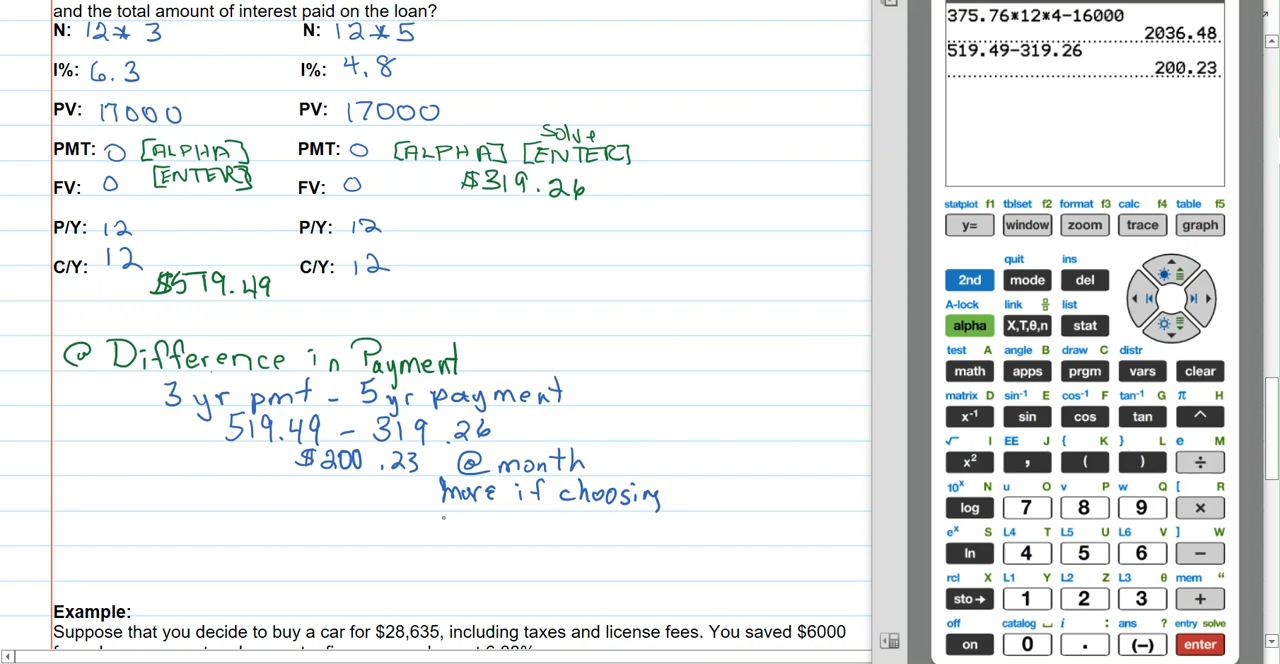 and the total amount of interest paid on the loan?
N: 12 * 3
N: 12 * 5
I%: 6.3
I%: 4.8
PV: 17000
PV: 17000
PMT: 0 [ALPHA]
[ENTER]
PMT: 0 [ALPHA] [ENTER]
Solve
$319.26
FV: 0
FV: 0
P/Y: 12
P/Y: 12
C/Y: 12
C/Y: 12
$519.49
@ Difference in Payment
3 yr pmt - 5 yr payment
519.49 - 319.26
$200.23 @ month
more if choosing
Example:
Suppose that you decide to buy a car for $28,635, including taxes and license fees. You saved $6000
375.76*12*4-16000
2036.48
519.49-319.26
200.23
statplot f1 tblset f2 format f3 calc f4 table f5
y= window zoom trace graph
quit ins
2nd mode del
A-lock link list
alpha X,T,θ,n stat
test A angle B draw C distr
math apps prgm vars clear
matrix D sin⁻¹ E cos⁻¹ F tan⁻¹ G π H
x⁻¹ sin cos tan ^
√ I EE J { K } L e M
x² , ( ) ÷
10ˣ N u O v P w Q [ R
log 7 8 9 ×
eˣ S L4 T L5 U L6 V ] W
ln 4 5 6 −
rcl X L1 Y L2 Z L3 θ mem "
sto→ 1 2 3 +
off catalog i : ans ? entry solve
on 0 . (−) enter